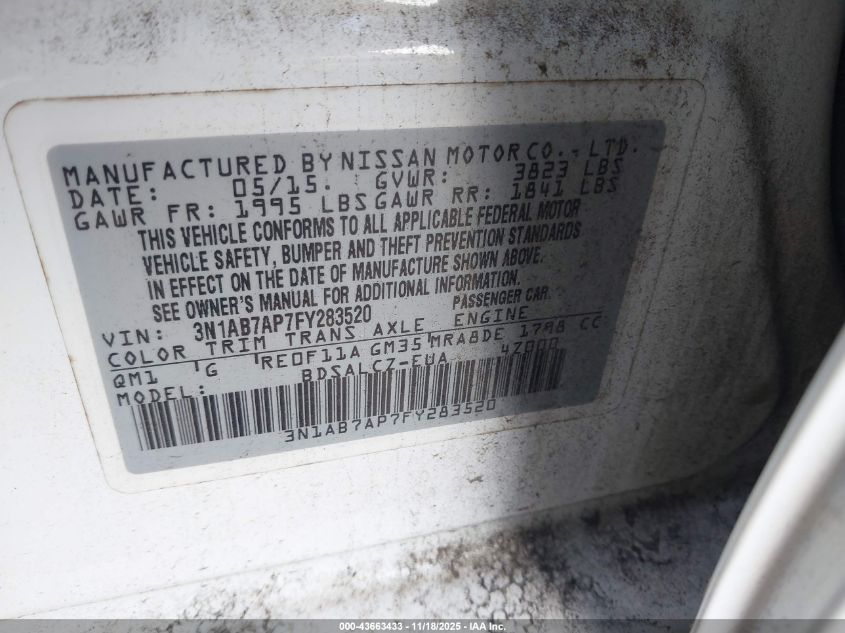 MANUFACTURED BY NISSAN MOTOR CO., LTD.
DATE: 05/15. GVWR: 3823 LBS
GAWR FR: 1995 LBS GAWR RR: 1841 LBS
THIS VEHICLE CONFORMS TO ALL APPLICABLE FEDERAL MOTOR
VEHICLE SAFETY, BUMPER AND THEFT PREVENTION STANDARDS
IN EFFECT ON THE DATE OF MANUFACTURE SHOWN ABOVE.
SEE OWNER'S MANUAL FOR ADDITIONAL INFORMATION.
PASSENGER CAR.
VIN: 3N1AB7AP7FY283520
COLOR TRIM TRANS AXLE ENGINE
QM1 G RE0F11A GM35 MRA8DE 1798 CC
MODEL: BDSALCZ-EUA 4Z000
3N1AB7AP7FY283520
000-43663433 11/18/2025 IAA Inc.